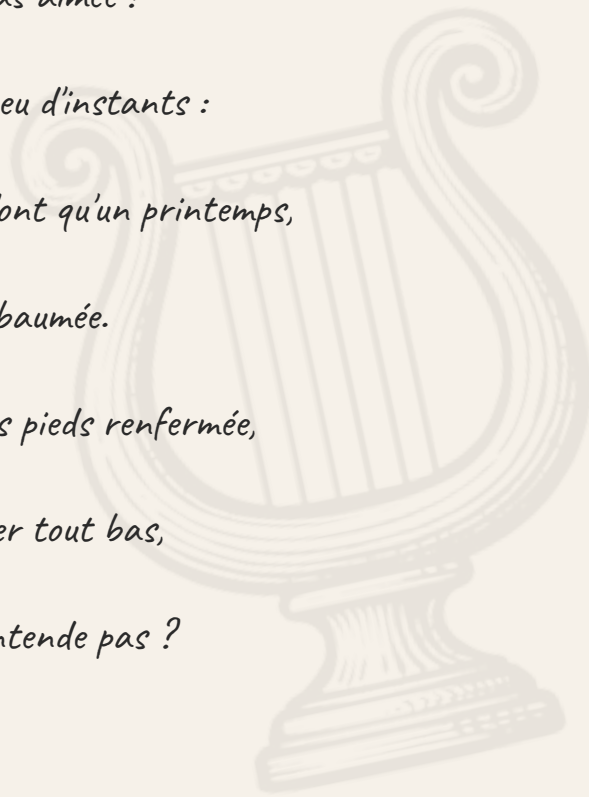 as aimée ?
eu d'instants :
ont qu'un printemps,
baumée.
s pieds renfermée,
er tout bas,
ntende pas ?